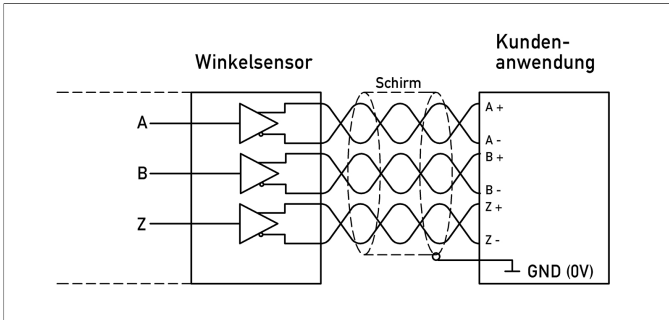 Winkelsensor
Kunden-
anwendung
Schirm
A
A +
A -
B
B +
B -
Z
Z +
Z -
GND (0V)